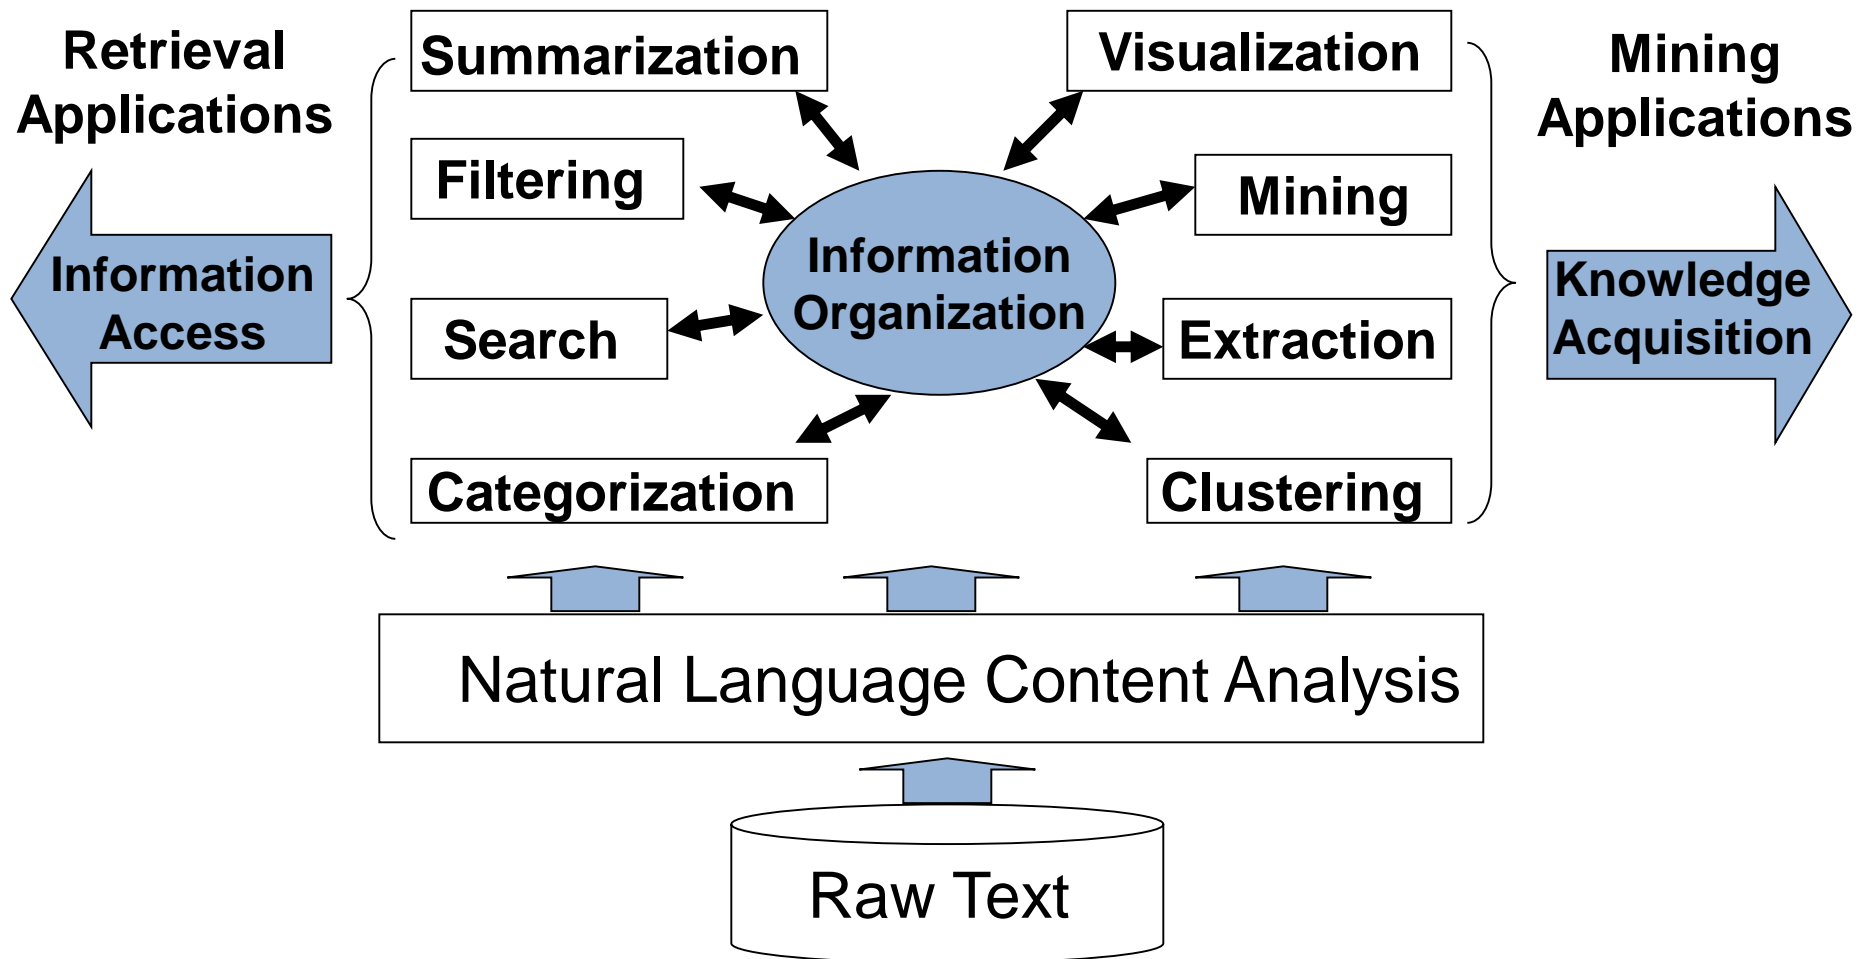 Retrieval
Applications
Summarization
Visualization
Mining
Applications
Filtering
Mining
Information
Access
Information
Organization
Knowledge
Acquisition
Search
Extraction
Categorization
Clustering
Natural Language Content Analysis
Raw Text